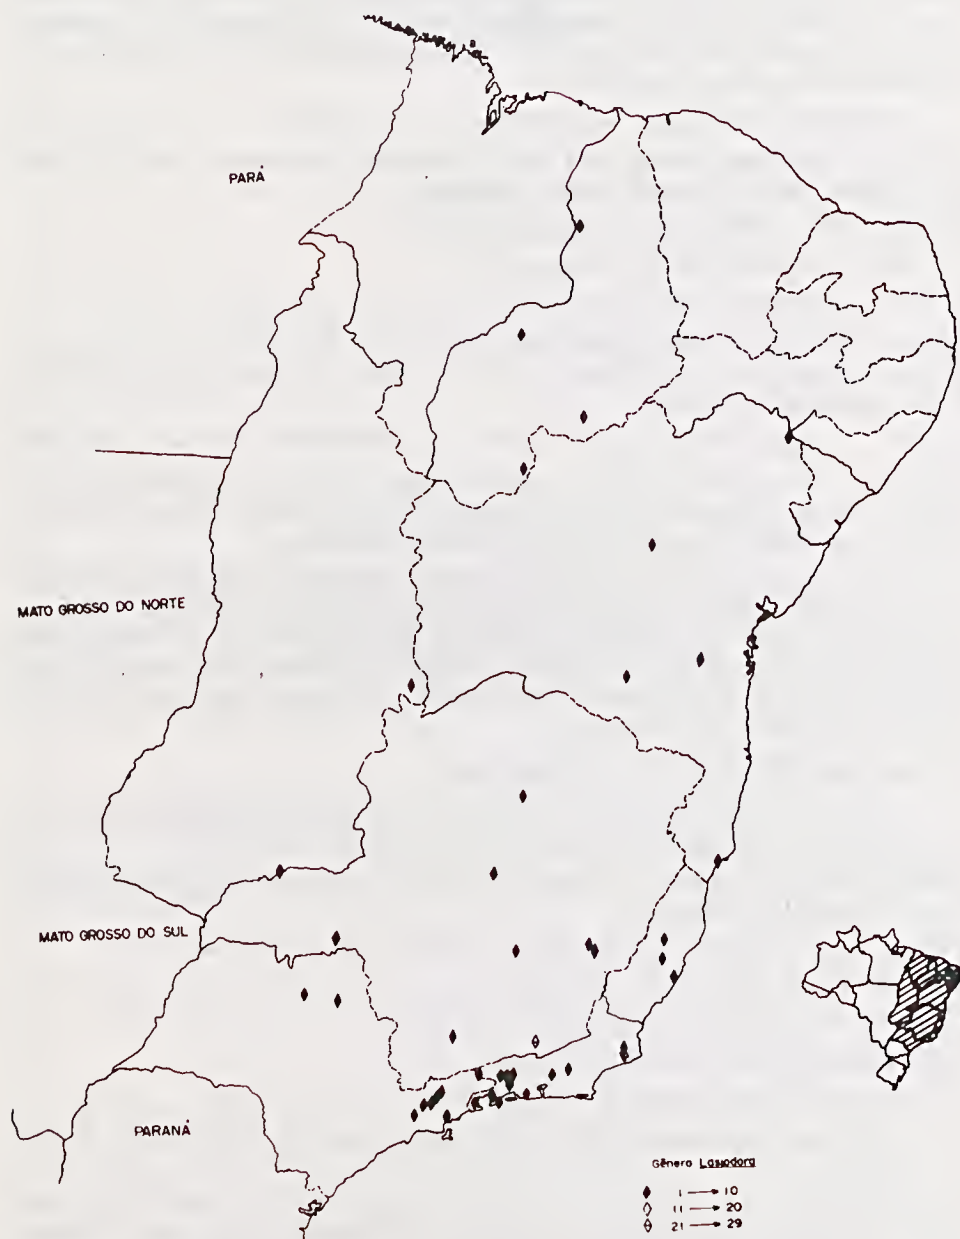 PARÁ
MATO GROSSO DO NORTE
MATO GROSSO DO SUL
PARANÁ
Gênero Lasiodora
1 → 10
11 → 20
21 → 29